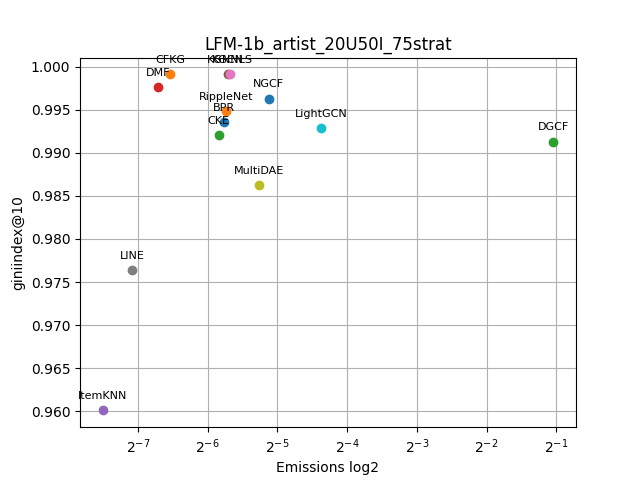 LFM-1b_artist_20U50I_75strat
CFKG
DMF
NGCF
RippleNet
BPR
CKE
LightGCN
DGCF
MultiDAE
LINE
ItemKNN
1.000
0.995
0.990
0.985
0.980
0.975
0.970
0.965
0.960
giniindex@10
2⁻⁷ 2⁻⁶ 2⁻⁵ 2⁻⁴ 2⁻³ 2⁻² 2⁻¹
Emissions log2